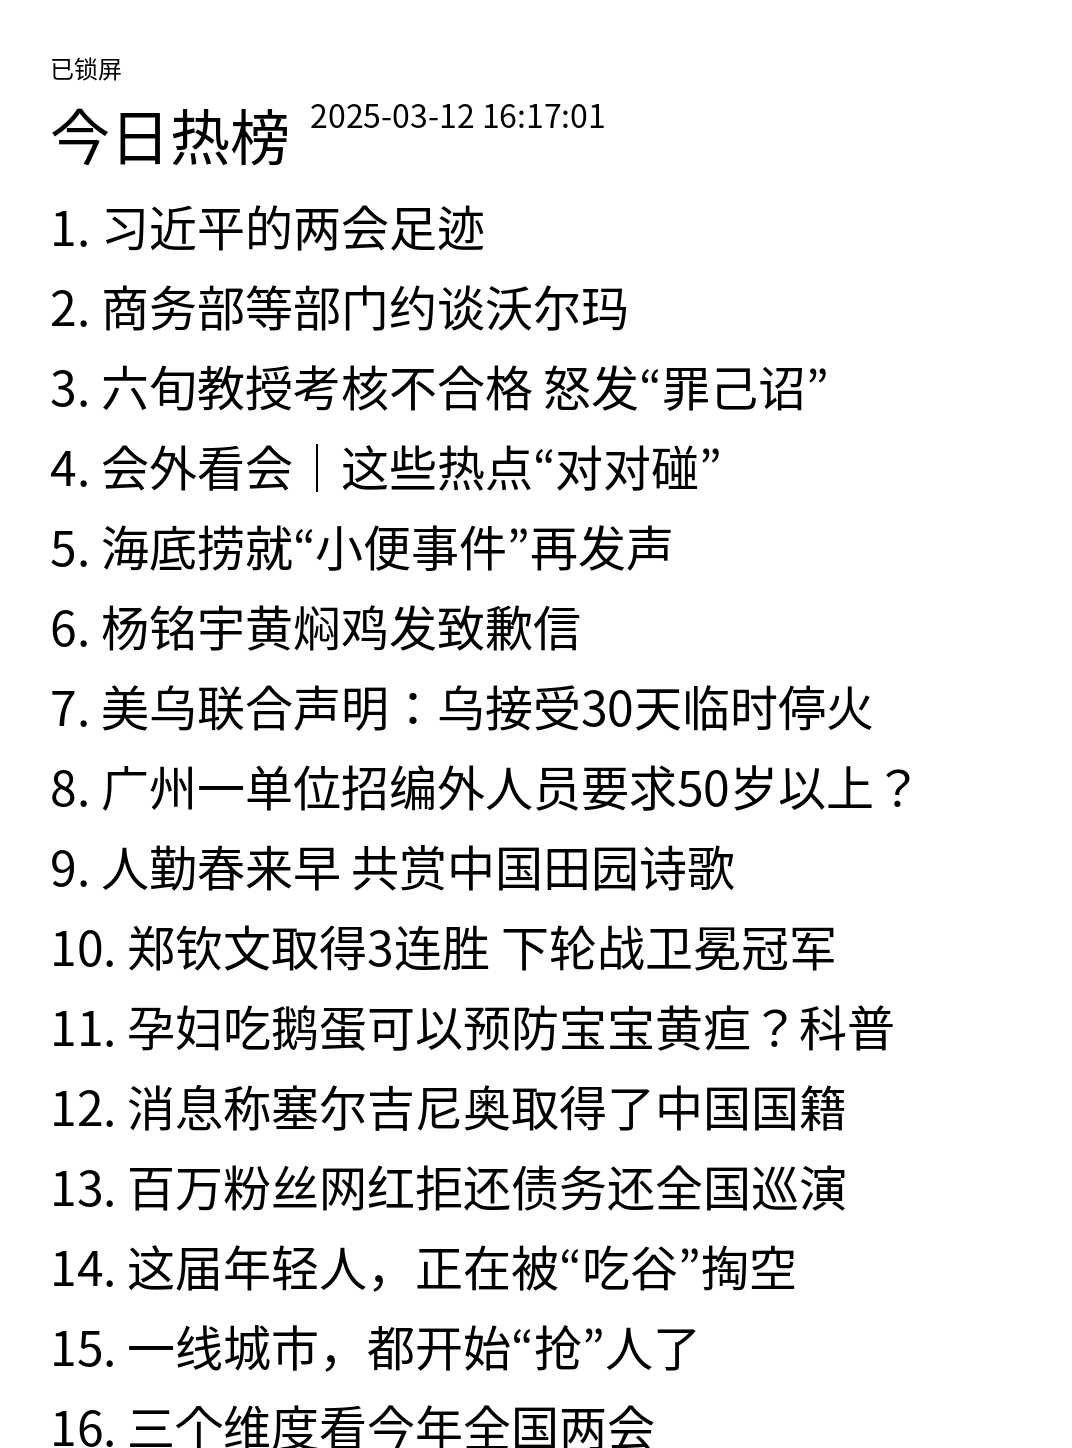 已锁屏
今日热榜 2025-03-12 16:17:01
1. 习近平的两会足迹
2. 商务部等部门约谈沃尔玛
3. 六旬教授考核不合格 怒发“罪己诏”
4. 会外看会｜这些热点“对对碰”
5. 海底捞就“小便事件”再发声
6. 杨铭宇黄焖鸡发致歉信
7. 美乌联合声明：乌接受30天临时停火
8. 广州一单位招编外人员要求50岁以上？
9. 人勤春来早 共赏中国田园诗歌
10. 郑钦文取得3连胜 下轮战卫冕冠军
11. 孕妇吃鹅蛋可以预防宝宝黄疸？科普
12. 消息称塞尔吉尼奥取得了中国国籍
13. 百万粉丝网红拒还债务还全国巡演
14. 这届年轻人，正在被“吃谷”掏空
15. 一线城市，都开始“抢”人了
16. 三个维度看今年全国两会